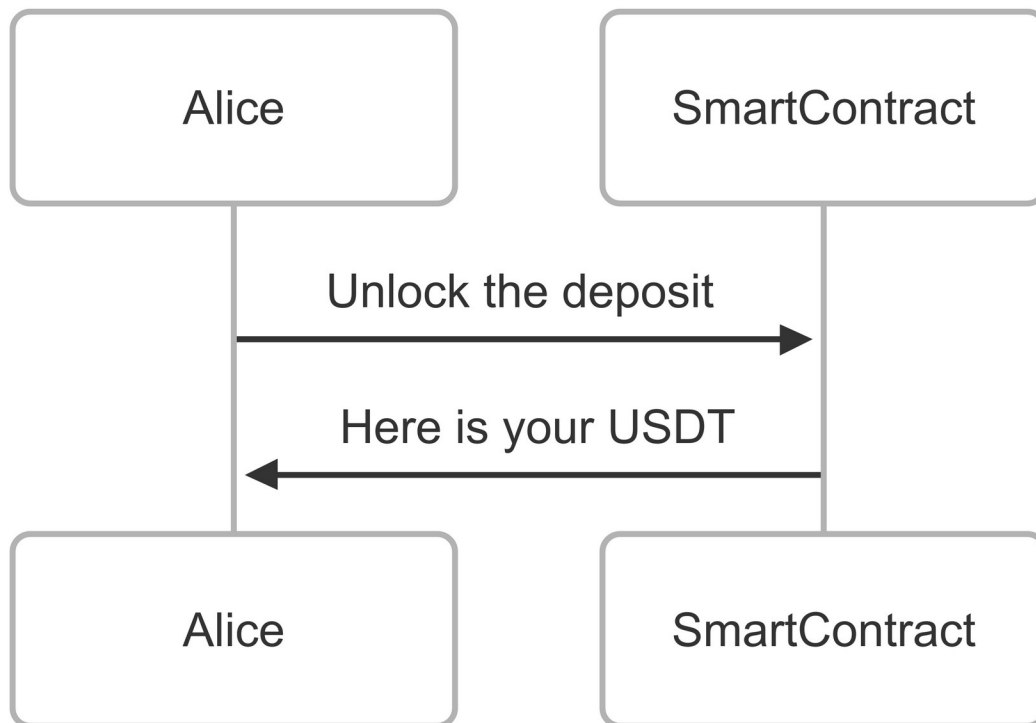 Alice
SmartContract
Unlock the deposit
Here is your USDT
Alice
SmartContract